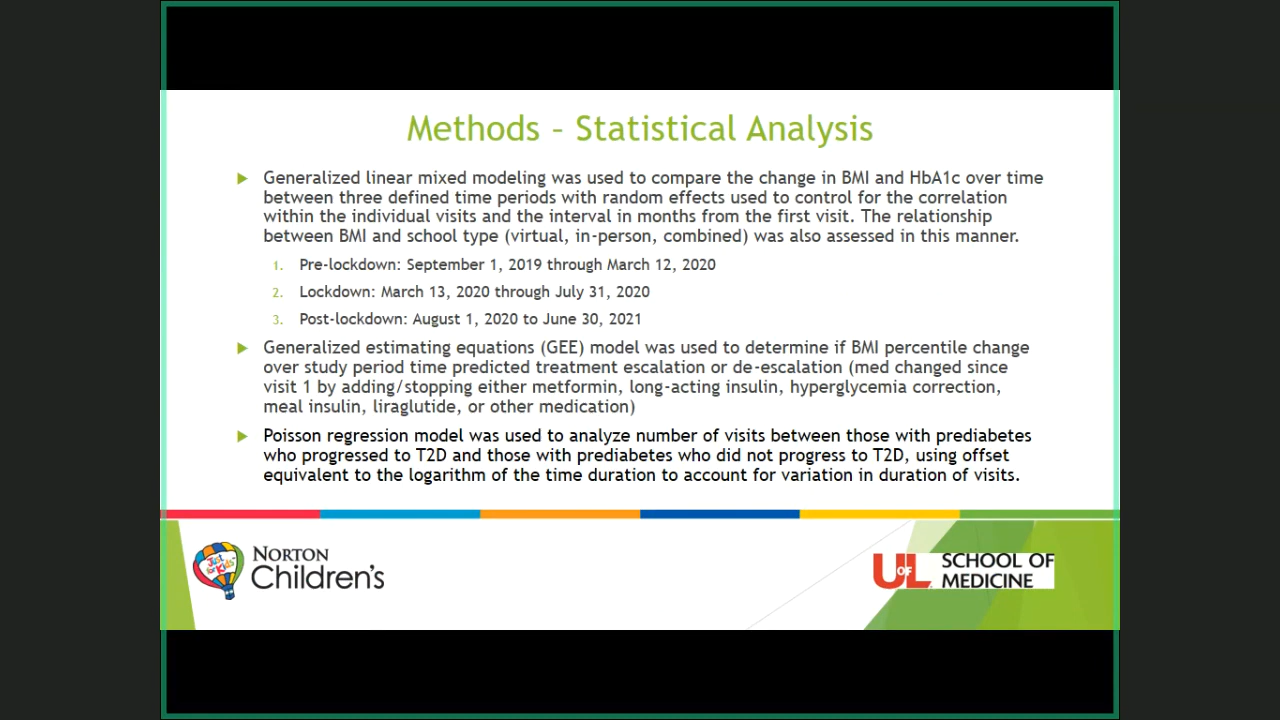 Methods – Statistical Analysis
Generalized linear mixed modeling was used to compare the change in BMI and HbA1c over time
between three defined time periods with random effects used to control for the correlation
within the individual visits and the interval in months from the first visit. The relationship
between BMI and school type (virtual, in-person, combined) was also assessed in this manner.
1. Pre-lockdown: September 1, 2019 through March 12, 2020
2. Lockdown: March 13, 2020 through July 31, 2020
3. Post-lockdown: August 1, 2020 to June 30, 2021
Generalized estimating equations (GEE) model was used to determine if BMI percentile change
over study period time predicted treatment escalation or de-escalation (med changed since
visit 1 by adding/stopping either metformin, long-acting insulin, hyperglycemia correction,
meal insulin, liraglutide, or other medication)
Poisson regression model was used to analyze number of visits between those with prediabetes
who progressed to T2D and those with prediabetes who did not progress to T2D, using offset
equivalent to the logarithm of the time duration to account for variation in duration of visits.
Just for Kids
NORTON
Children's
UOFL
SCHOOL OF
MEDICINE